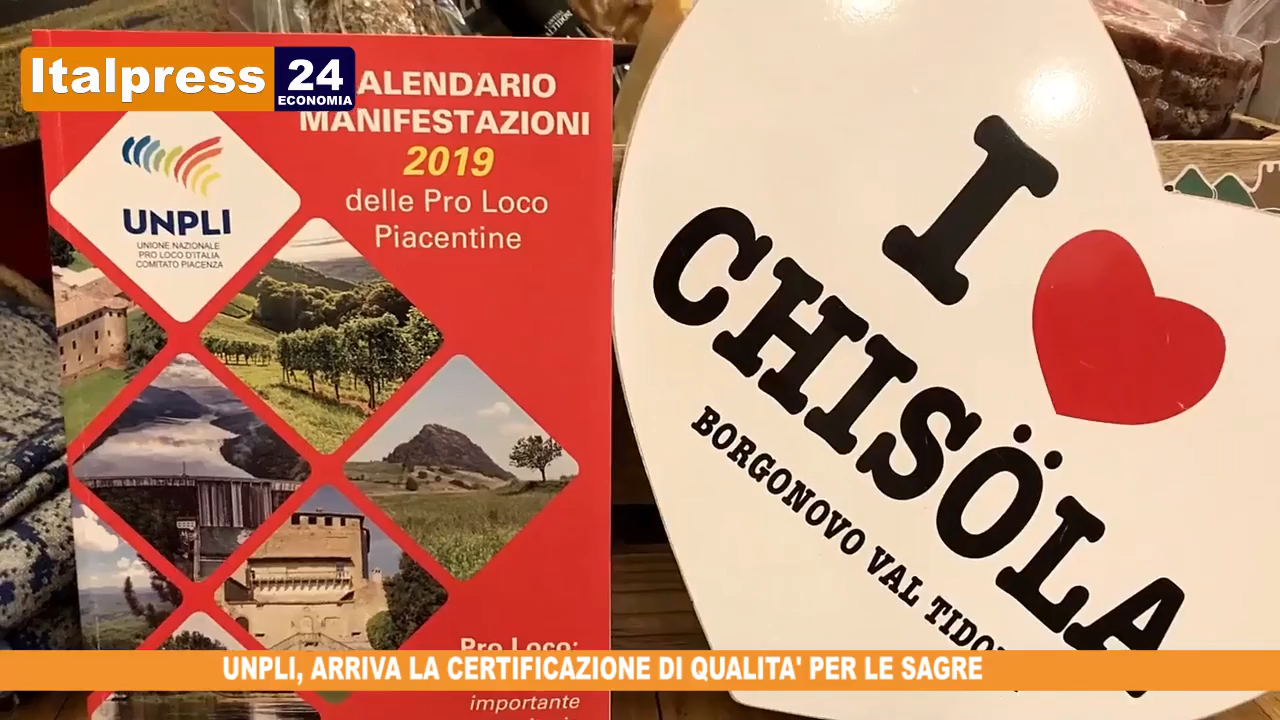 Italpress
24
ECONOMIA
ALENDARIO
MANIFESTAZIONI
2019
delle Pro Loco
Piacentine
UNPLI
UNIONE NAZIONALE
PRO LOCO D'ITALIA
COMITATO PIACENZA
Pro Loco:
importante
I
CHISÖLA
BORGONOVO VAL TIDO
UNPLI, ARRIVA LA CERTIFICAZIONE DI QUALITA' PER LE SAGRE